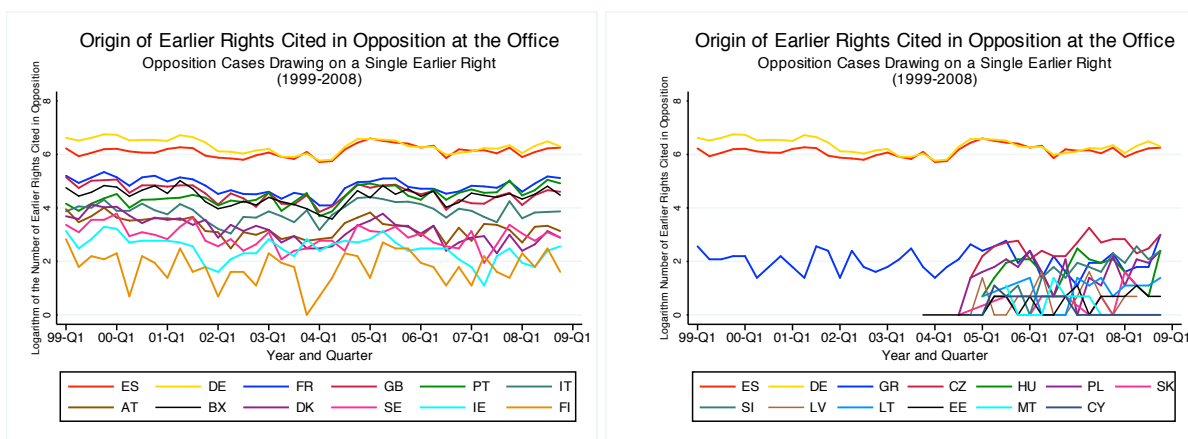 Origin of Earlier Rights Cited in Opposition at the Office
Opposition Cases Drawing on a Single Earlier Right
(1999-2008)
Logarithm of the Number of Earlier Rights Cited in Opposition
8
6
4
2
0
99-Q1 00-Q1 01-Q1 02-Q1 03-Q1 04-Q1 05-Q1 06-Q1 07-Q1 08-Q1 09-Q1
Year and Quarter
ES DE FR GB PT IT
AT BX DK SE IE FI
Origin of Earlier Rights Cited in Opposition at the Office
Opposition Cases Drawing on a Single Earlier Right
(1999-2008)
Logarithm of the Number of Earlier Rights Cited in Opposition
8
6
4
2
0
99-Q1 00-Q1 01-Q1 02-Q1 03-Q1 04-Q1 05-Q1 06-Q1 07-Q1 08-Q1 09-Q1
Year and Quarter
ES DE GR CZ HU PL SK
SI LV LT EE MT CY